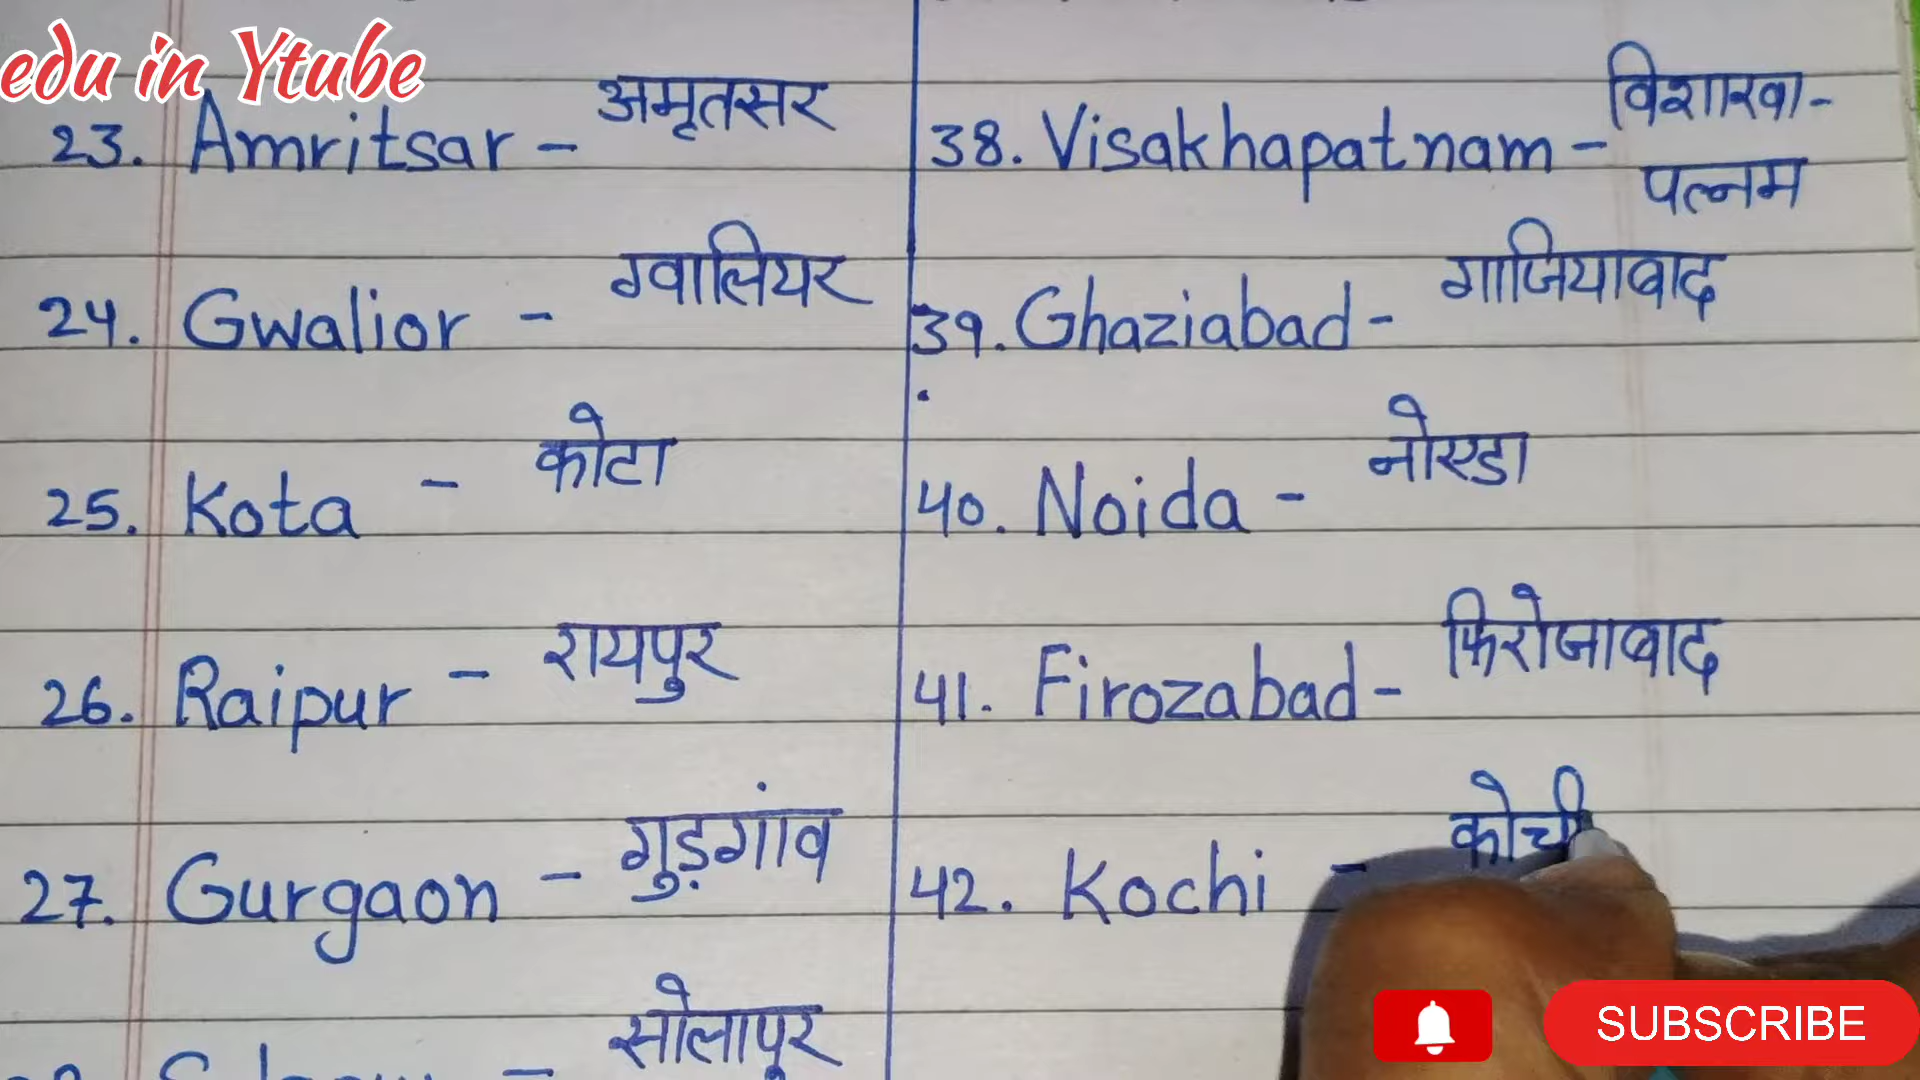 edu in Ytube
23. Amritsar - अमृतसर
24. Gwalior - ग्वालियर
25. Kota - कोटा
26. Raipur - रायपुर
27. Gurgaon - गुड़गांव
सोलापुर
38. Visakhapatnam - विशाखा-
पत्नम
39. Ghaziabad - गाजियाबाद
40. Noida - नोएडा
41. Firozabad - फिरोजाबाद
42. Kochi - कोची
SUBSCRIBE